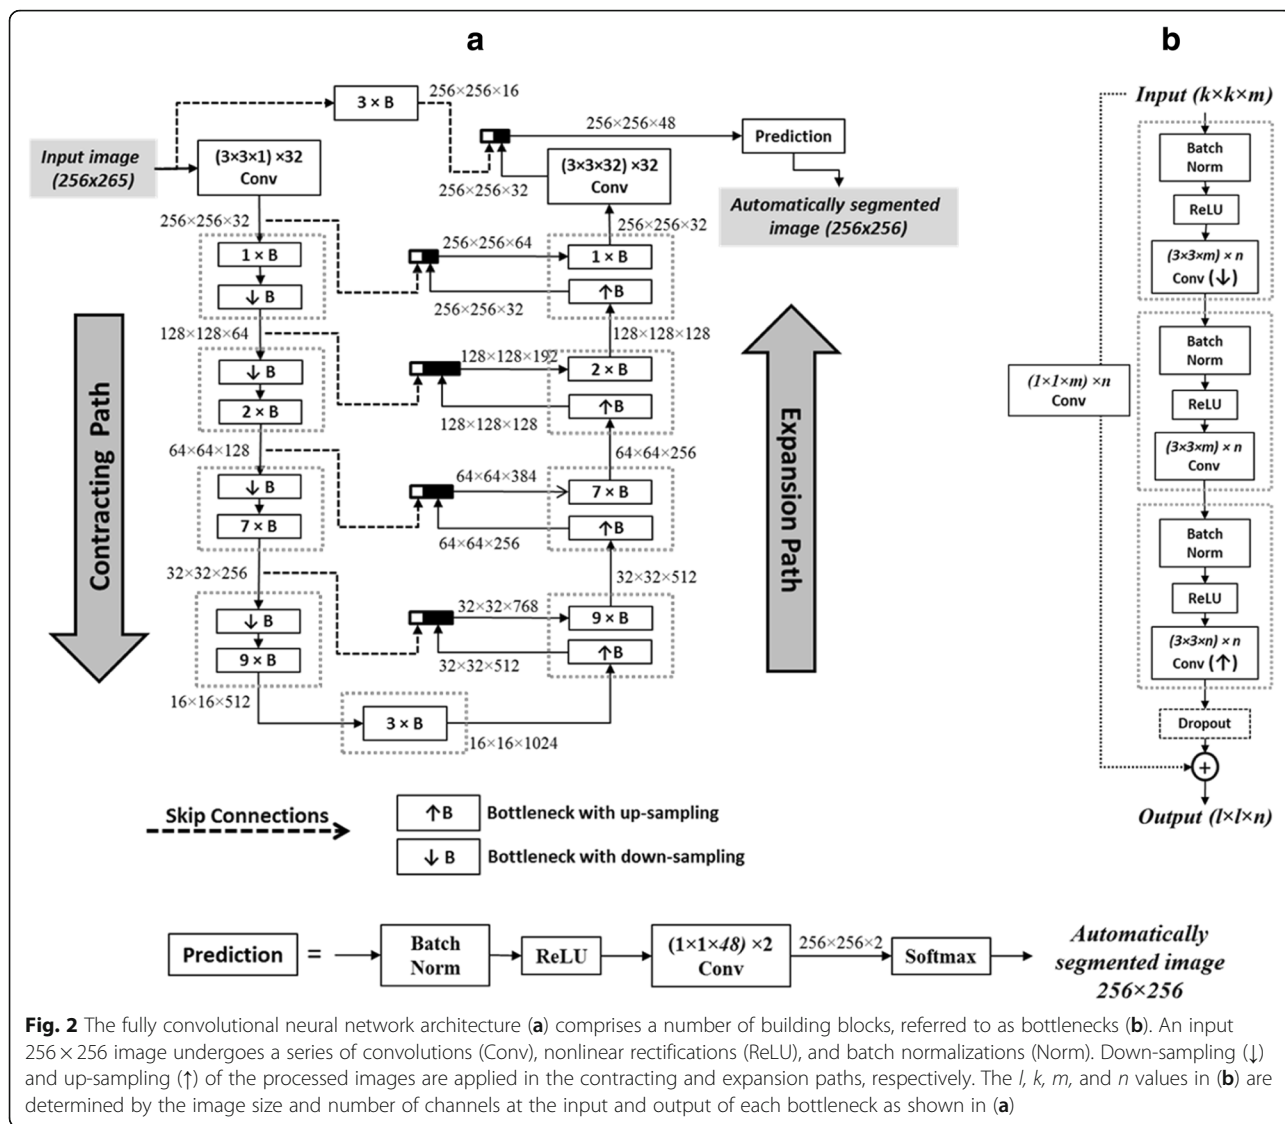 a
b
256×256×16
3 × B
Input (k×k×m)
256×256×48
Prediction
Input image
(256x265)
(3×3×1) ×32
Conv
(3×3×32) ×32
Conv
256×256×32
Automatically segmented
image (256x256)
256×256×32
256×256×32
1 × B
↓ B
256×256×64
256×256×32
1 × B
↑B
128×128×64
128×128×128
↓ B
2 × B
128×128×192
128×128×128
2 × B
↑B
64×64×128
64×64×256
↓ B
7 × B
64×64×384
64×64×256
7 × B
↑B
32×32×256
32×32×512
↓ B
9 × B
32×32×768
32×32×512
9 × B
↑B
16×16×512
3 × B
16×16×1024
Contracting Path
Expansion Path
Batch
Norm
ReLU
(3×3×m) × n
Conv (↓)
Batch
Norm
ReLU
(3×3×m) × n
Conv
(1×1×m) ×n
Conv
Batch
Norm
ReLU
(3×3×n) × n
Conv (↑)
Dropout
+
Output (l×l×n)
Skip Connections
↑B
Bottleneck with up-sampling
↓ B
Bottleneck with down-sampling
Prediction
=
Batch
Norm
ReLU
(1×1×48) ×2
Conv
256×256×2
Softmax
Automatically
segmented image
256×256
Fig. 2 The fully convolutional neural network architecture (a) comprises a number of building blocks, referred to as bottlenecks (b). An input
256 × 256 image undergoes a series of convolutions (Conv), nonlinear rectifications (ReLU), and batch normalizations (Norm). Down-sampling (↓)
and up-sampling (↑) of the processed images are applied in the contracting and expansion paths, respectively. The l, k, m, and n values in (b) are
determined by the image size and number of channels at the input and output of each bottleneck as shown in (a)